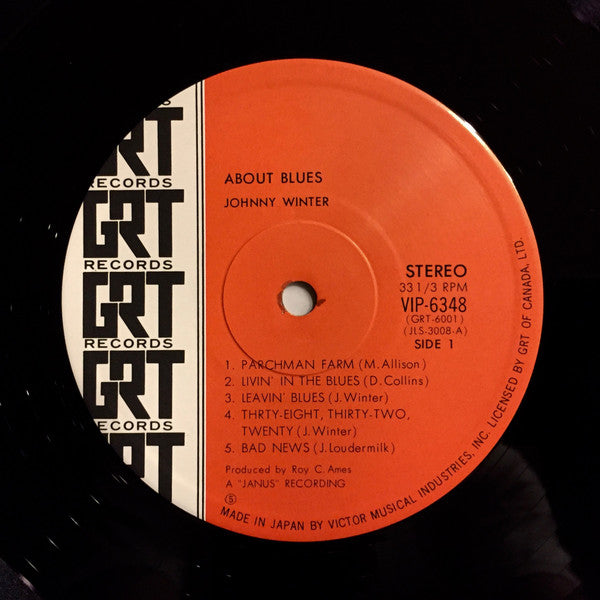 RT
RECORDS
GRT
RECORDS
GRT
RECORDS
GRT
RECORDS
RT
ABOUT BLUES
JOHNNY WINTER
STEREO
33 1/3 RPM
VIP-6348
(GRT-6001)
(JLS-3008-A)
SIDE 1
1. PARCHMAN FARM (M. Allison)
2. LIVIN' IN THE BLUES (D. Collins)
3. LEAVIN' BLUES (J. Winter)
4. THRTY-EIGHT, THIRTY-TWO,
TWENTY (J. Winter)
5. BAD NEWS (J. Loudermilk)
Produced by Roy C. Ames
A "JANUS" RECORDING
Ⓢ
MADE IN JAPAN BY VICTOR MUSICAL INDUSTRIES, INC. LICENSED BY GRT OF CANADA, LTD.